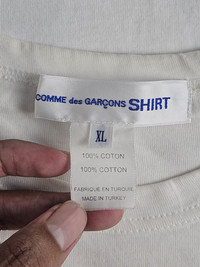 COMME des GARÇONS SHIRT
XL
100% COTON
100% COTTON
FABRIQUE EN TURQUIE
MADE IN TURKEY